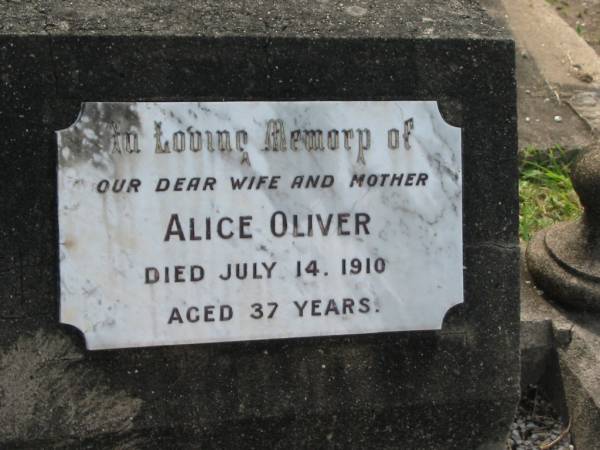 In Loving Memory of
OUR DEAR WIFE AND MOTHER
ALICE OLIVER
DIED JULY 14. 1910
AGED 37 YEARS.